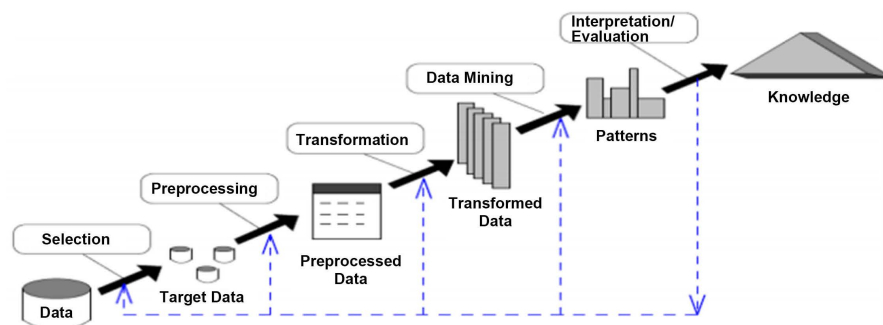 Interpretation/
Evaluation
Data Mining
Knowledge
Transformation
Patterns
Preprocessing
Transformed
Data
Selection
Preprocessed
Data
Target Data
Data